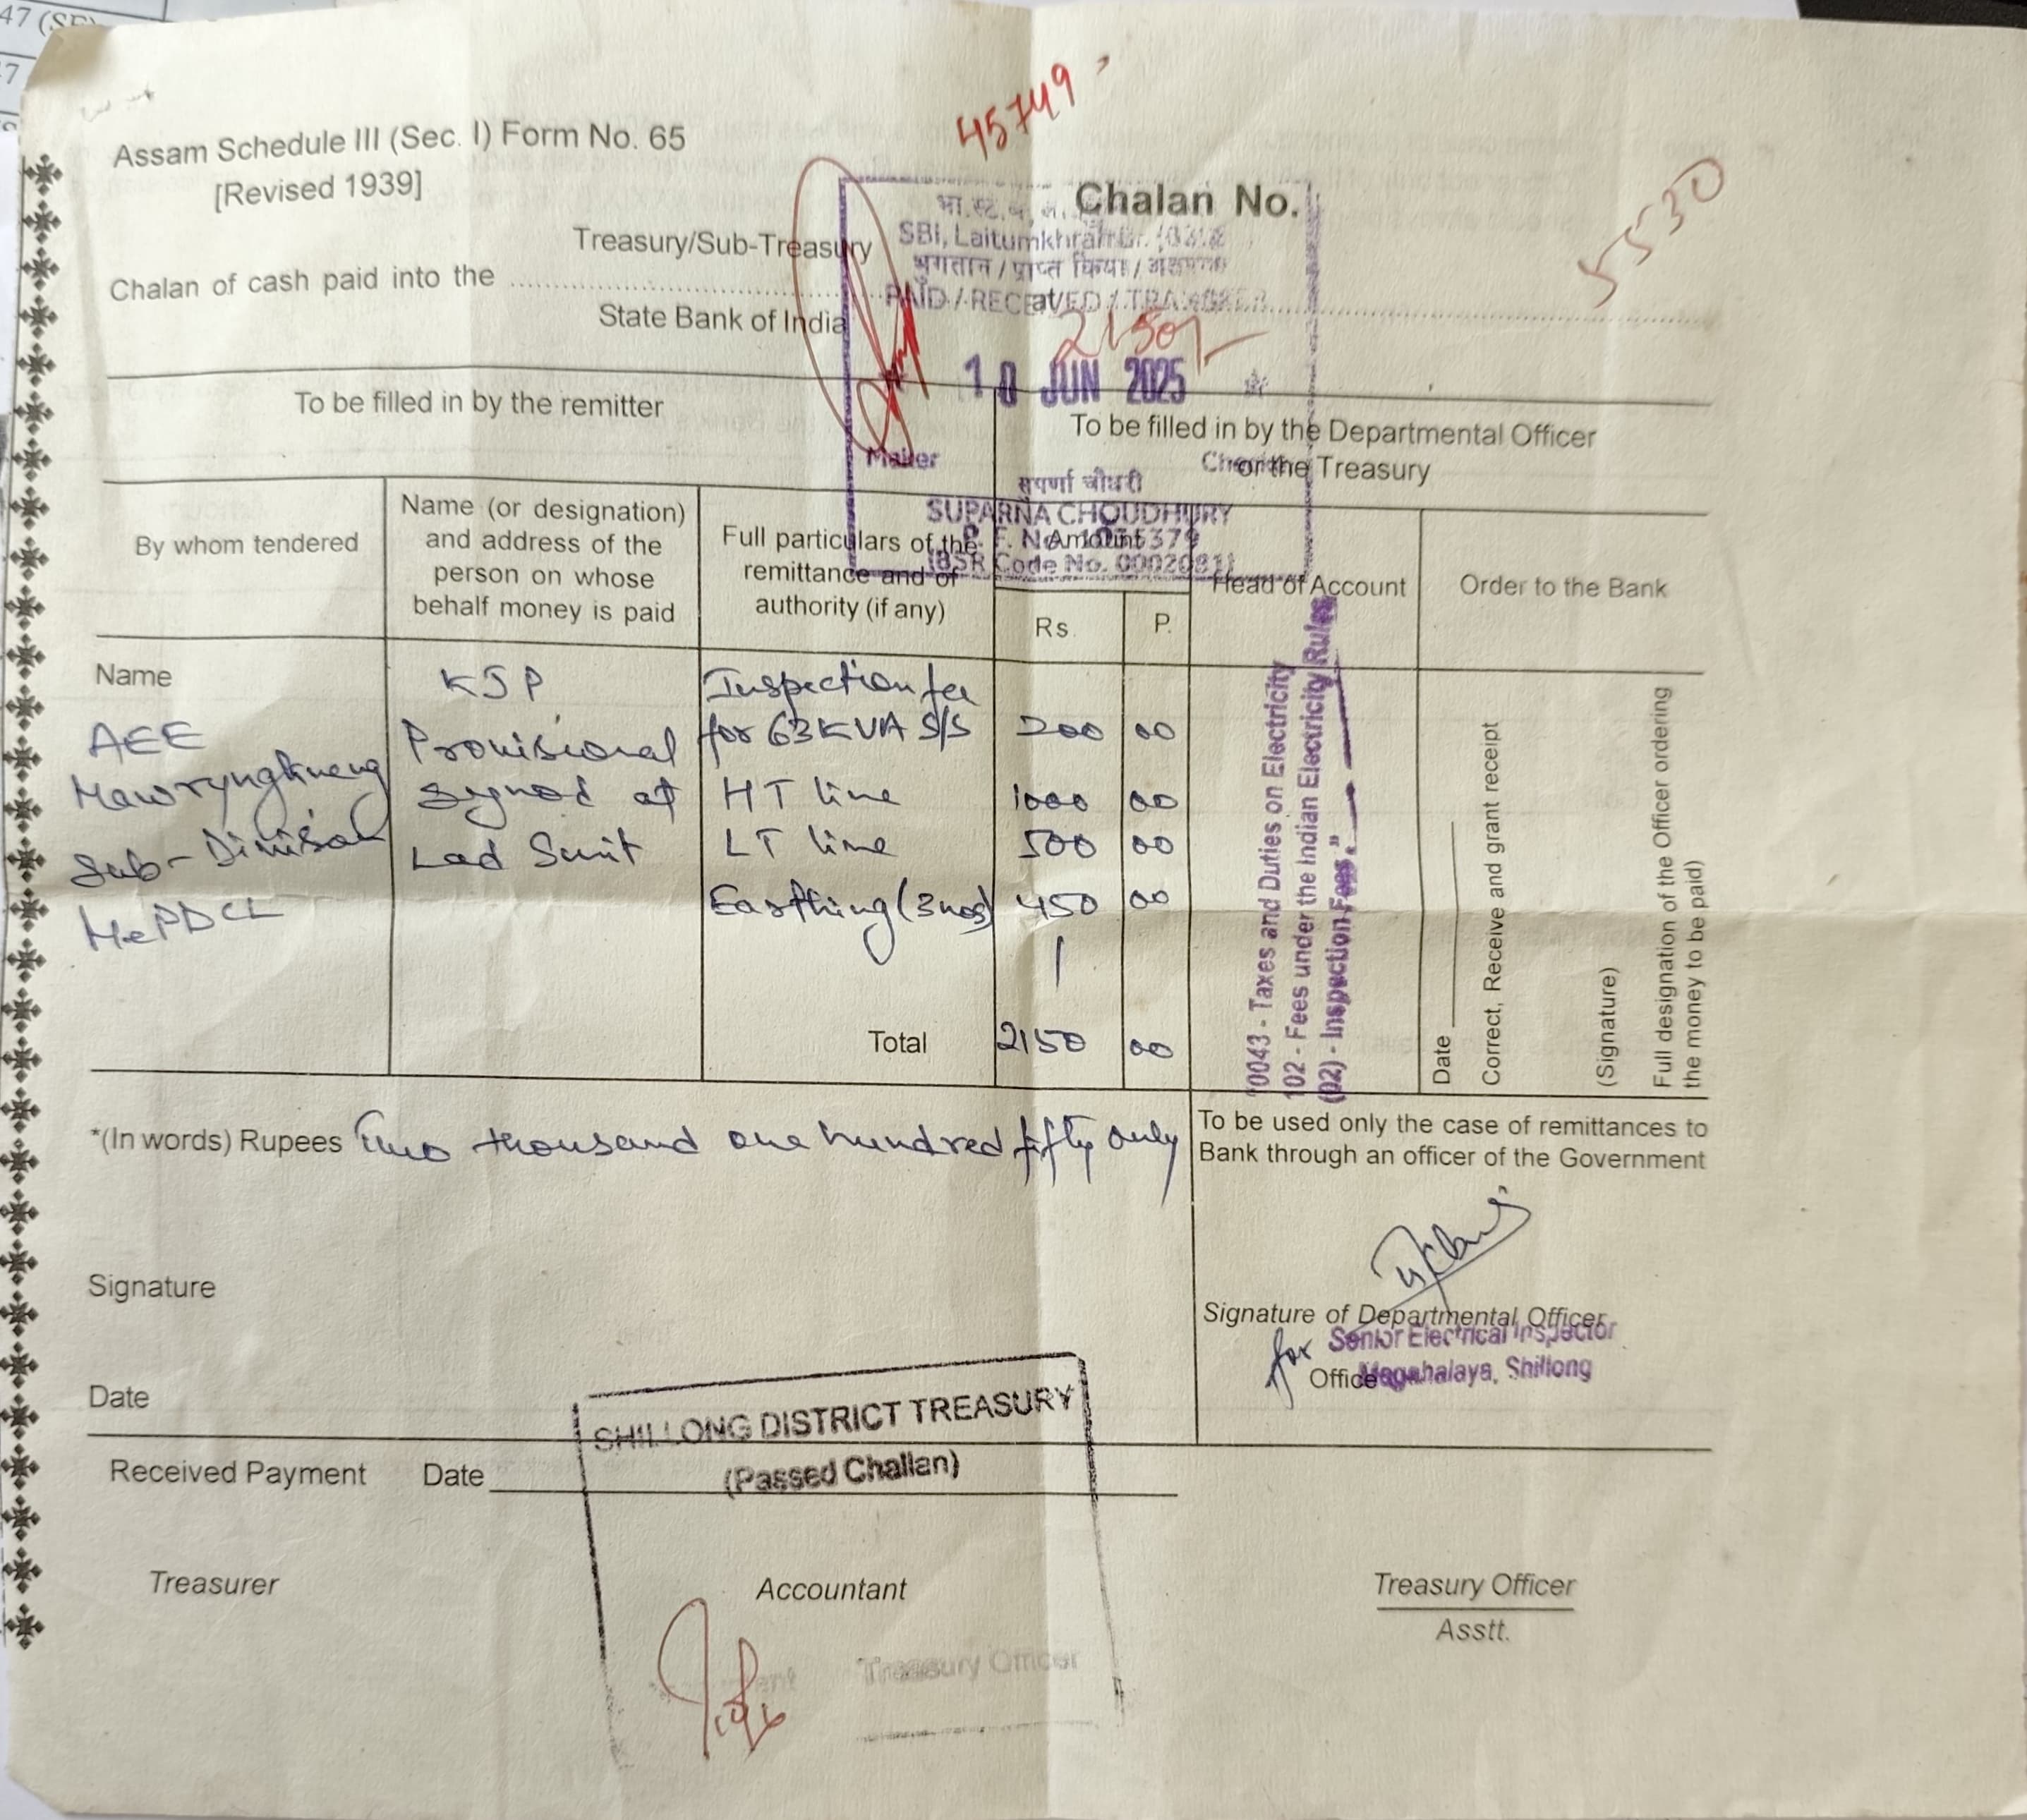 47 (SE)
Assam Schedule III (Sec. I) Form No. 65
[Revised 1939]
45749
5530
Chalan No.
Treasury/Sub-Treasury
Chalan of cash paid into the
at
State Bank of India
SBI, Laitumkhrah Br.
भुगतान / प्राप्त किया /
PAID / RECEIVED / TRANSFER
2150/-
10 JUN 2025
Maker
सुपर्णा चौधरी
SUPARNA CHOUDHURY
(BSR Code No. 0002081)
To be filled in by the remitter
To be filled in by the Departmental Officer
or the Treasury
By whom tendered
Name (or designation)
and address of the
person on whose
behalf money is paid
Full particulars of the
remittance and of
authority (if any)
Amount
Rs.
P.
Head of Account
Order to the Bank
Name
AEE
Mawryngkneng
Sub-Division
MePDCL
Provisional
at
Lad
Inspection fee
for 63KVA S/S 200 00
HT line 1000 00
LT line 500 00
Earthing (3nos) 450 00
Total 2150 00
0043 - Taxes and Duties on Electricity
102 - Fees under the Indian Electricity Rules
(02) - Inspection Fees."
Date
Correct, Receive and grant receipt
(Signature)
Full designation of the Officer ordering
the money to be paid)
*(In words) Rupees Two thousand one hundred fifty only
To be used only the case of remittances to
Bank through an officer of the Government
Signature
Signature of Departmental Officer
for Senior Electrical Inspector
Office
Megahalaya, Shillong
Date
SHILLONG DISTRICT TREASURY
(Passed Challan)
Received Payment Date
Treasurer
Accountant
Treasury Officer
Asstt.
Treasury Officer